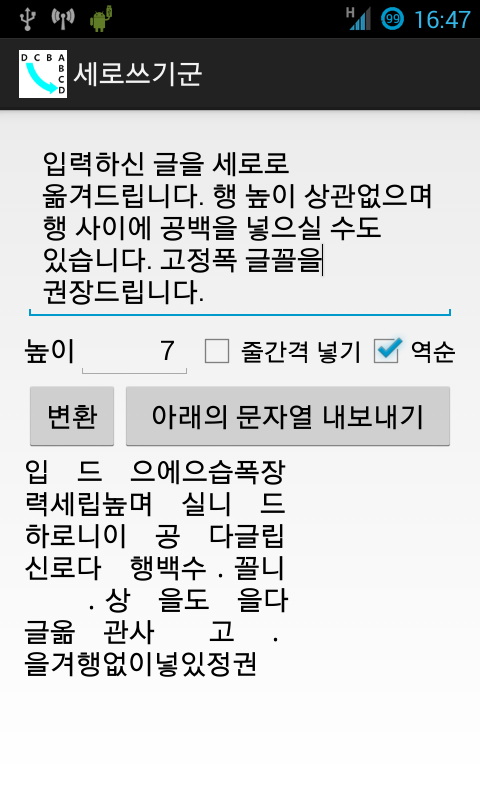 H 99 16:47
D C B A
B
C
D
세로쓰기군
입력하신 글을 세로로
옮겨드립니다. 행 높이 상관없으며
행 사이에 공백을 넣으실 수도
있습니다. 고정폭 글꼴을
권장드립니다.
높이 7 줄간격 넣기 역순
변환 아래의 문자열 내보내기
입　드　으에으습폭장
력세립높며　실니　드
하로니이　공　다글립
신로다　행백수 . 꼴니
　　 . 상　을도　을다
글옮　관사　　고　 .
을겨행없이넣있정권